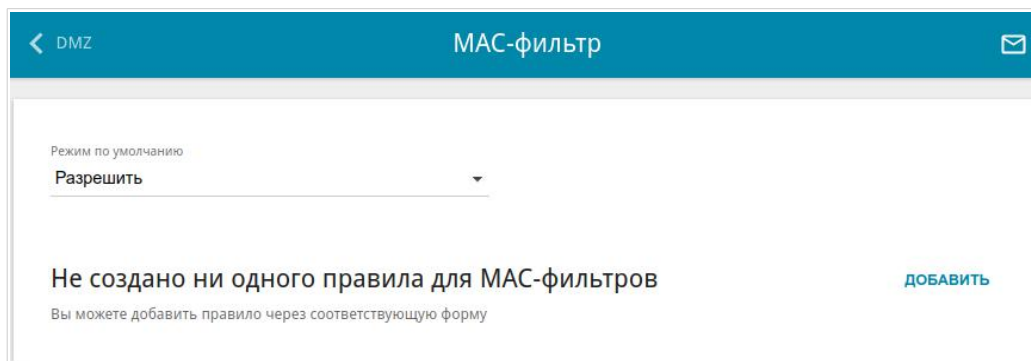 DMZ
MAC-фильтр
Режим по умолчанию
Разрешить
Не создано ни одного правила для MAC-фильтров
ДОБАВИТЬ
Вы можете добавить правило через соответствующую форму